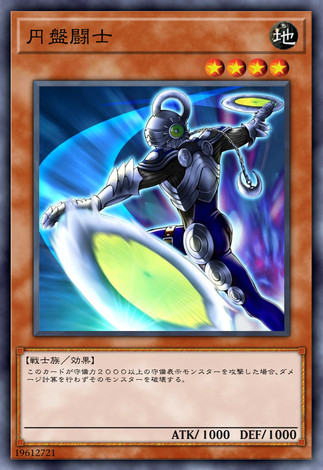 円盤闘士
地
【戦士族／効果】
このカードが守備力２０００以上の守備表示モンスターを攻撃した場合、ダメ
ージ計算を行わずそのモンスターを破壊する。
ATK/ 1000 DEF/ 1000
19612721